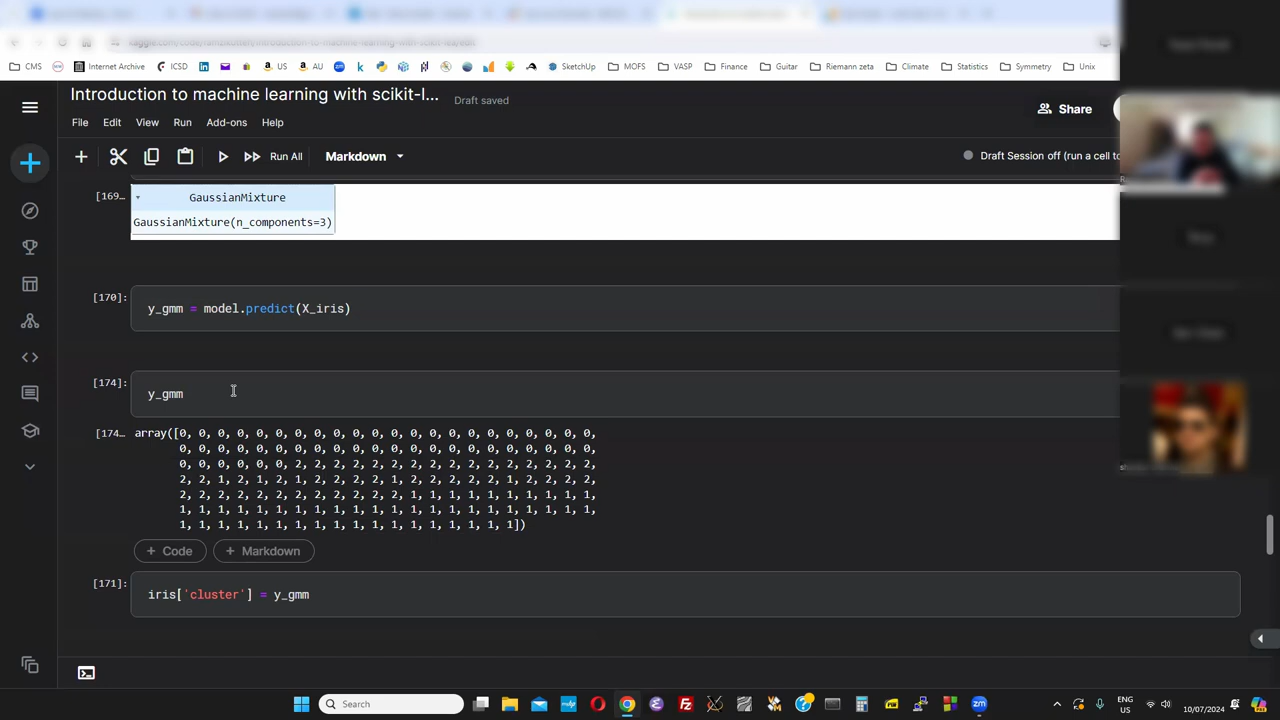 CMS
Internet Archive
ICSD
US
AU
SketchUp
MOFS
VASP
Finance
Guitar
Riemann zeta
Climate
Statistics
Symmetry
Unix
Introduction to machine learning with scikit-l...
Draft saved
Share
File Edit View Run Add-ons Help
Run All
Markdown
Draft Session off (run a cell to
[169...
GaussianMixture
GaussianMixture(n_components=3)
[170]:
y_gmm = model.predict(X_iris)
[174]:
y_gmm
[174...
array([0, 0, 0, 0, 0, 0, 0, 0, 0, 0, 0, 0, 0, 0, 0, 0, 0, 0, 0, 0, 0, 0,
0, 0, 0, 0, 0, 0, 0, 0, 0, 0, 0, 0, 0, 0, 0, 0, 0, 0, 0, 0, 0, 0,
0, 0, 0, 0, 0, 0, 2, 2, 2, 2, 2, 2, 2, 2, 2, 2, 2, 2, 2, 2, 2, 2,
2, 2, 1, 2, 1, 2, 2, 1, 2, 2, 2, 1, 2, 2, 2, 2, 2, 1, 2, 2, 2, 2,
2, 2, 2, 2, 2, 2, 2, 2, 2, 2, 2, 2, 1, 1, 1, 1, 1, 1, 1, 1, 1, 1,
1, 1, 1, 1, 1, 1, 1, 1, 1, 1, 1, 1, 1, 1, 1, 1, 1, 1, 1, 1, 1, 1,
1, 1, 1, 1, 1, 1, 1, 1, 1, 1, 1, 1, 1, 1, 1, 1, 1, 1])
+ Code
+ Markdown
[171]:
iris['cluster'] = y_gmm
Search
ENG
US
10/07/2024